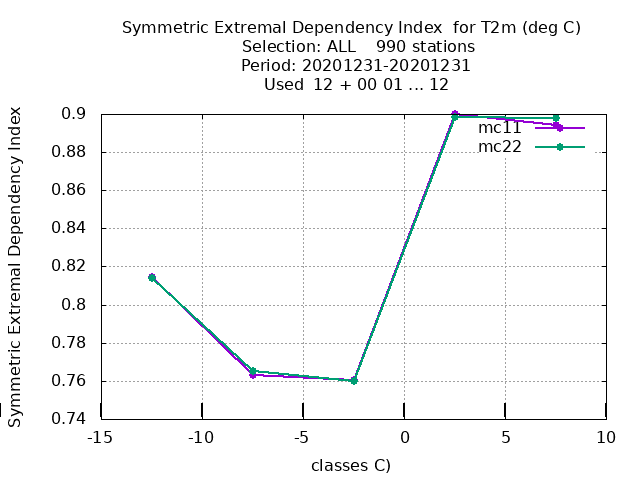 Symmetric Extremal Dependency Index  for T2m (deg C)
Selection: ALL    990 stations
Period: 20201231-20201231
Used  12 + 00 01 ... 12
Symmetric Extremal Dependency Index
0.9
0.88
0.86
0.84
0.82
0.8
0.78
0.76
0.74
mc11
mc22
-15 -10 -5 0 5 10
classes C)